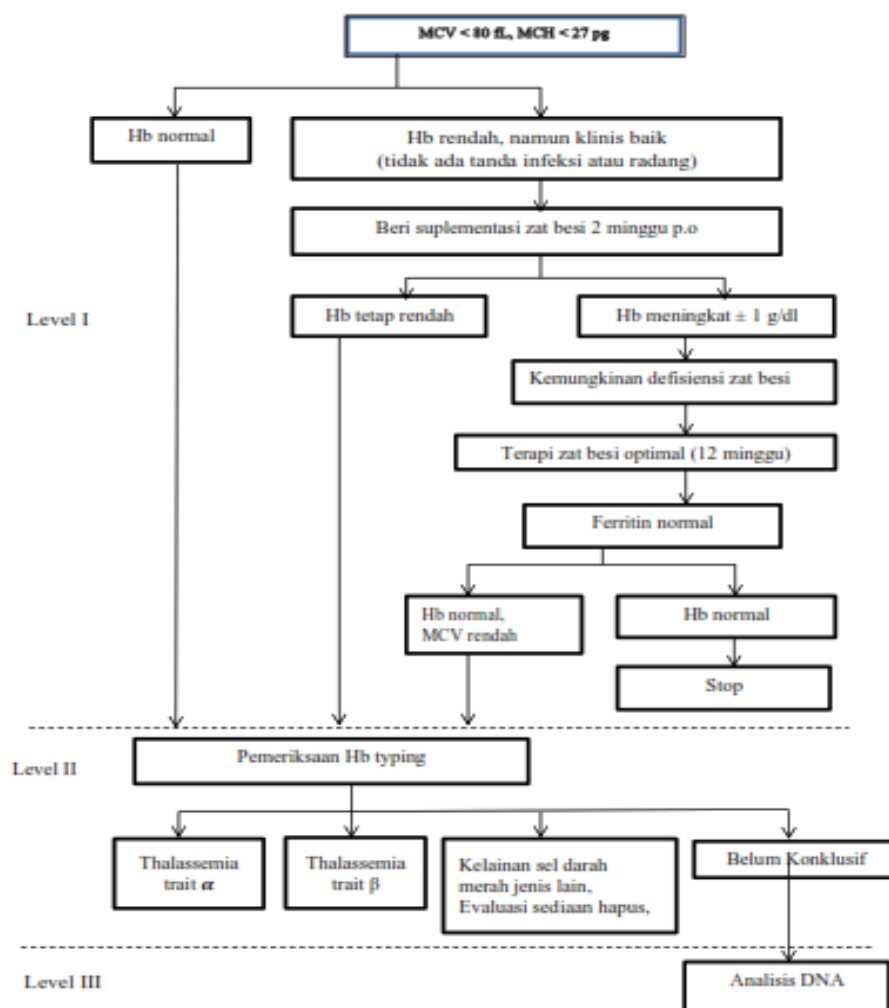 MCV < 80 fL, MCH < 27 pg
Hb normal
Hb rendah, namun klinis baik
(tidak ada tanda infeksi atau radang)
Beri suplementasi zat besi 2 minggu p.o
Level I
Hb tetap rendah
Hb meningkat ± 1 g/dl
Kemungkinan defisiensi zat besi
Terapi zat besi optimal (12 minggu)
Ferritin normal
Hb normal,
MCV rendah
Hb normal
Stop
Level II
Pemeriksaan Hb typing
Thalassemia
trait α
Thalassemia
trait β
Kelainan sel darah
merah jenis lain,
Evaluasi sediaan hapus,
Belum Konklusif
Level III
Analisis DNA